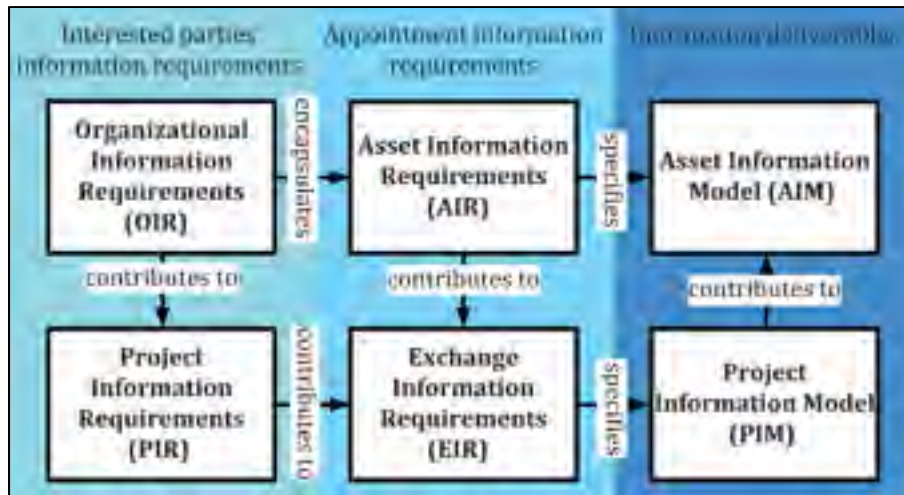 Interested parties
information requirements
Appointment information
requirements
Information deliverables
Organizational
Information
Requirements
(OIR)
encapsulates
Asset Information
Requirements
(AIR)
specifies
Asset Information
Model (AIM)
contributes to
contributes to
contributes to
Project
Information
Requirements
(PIR)
contributes to
Exchange
Information
Requirements
(EIR)
specifies
Project
Information Model
(PIM)